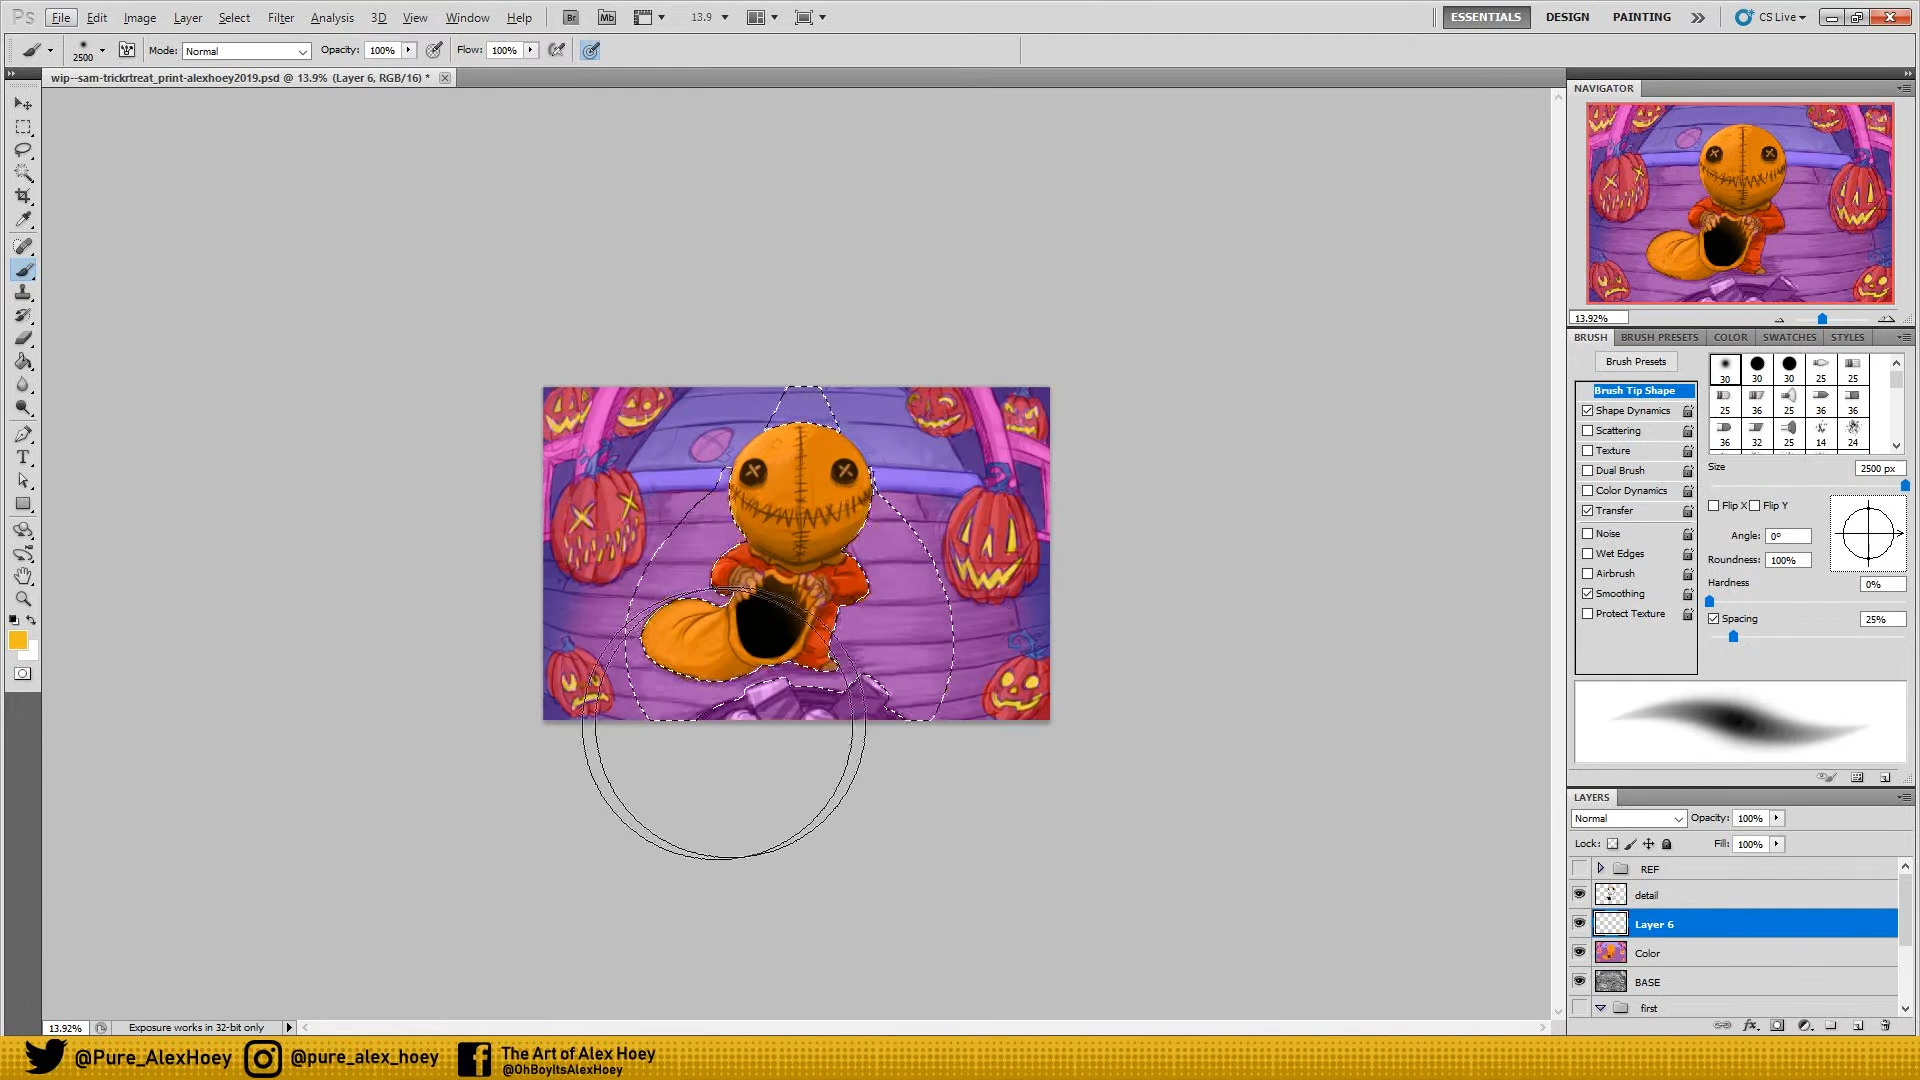 Ps File Edit Image Layer Select Filter Analysis 3D View Window Help Br Mb 13.9 ESSENTIALS DESIGN PAINTING CS Live
2500 Mode: Normal Opacity: 100% Flow: 100%
wip--sam-trickrtreat_print-alexhoey2019.psd @ 13.9% (Layer 6, RGB/16) *
NAVIGATOR
13.92%
BRUSH BRUSH PRESETS COLOR SWATCHES STYLES
Brush Presets
30 30 30 25 25
Brush Tip Shape
Shape Dynamics
25 36 25 36 36
Scattering
36 32 25 14 24
Texture
Dual Brush
Size 2500 px
Color Dynamics
Flip X Flip Y
Transfer
Noise
Angle: 0°
Wet Edges
Roundness: 100%
Airbrush
Hardness 0%
Smoothing
Protect Texture
Spacing 25%
LAYERS
Normal Opacity: 100%
Lock: Fill: 100%
REF
detail
Layer 6
Color
BASE
first
13.92% Exposure works in 32-bit only
@Pure_AlexHoey @pure_alex_hoey The Art of Alex Hoey
@OhBoyItsAlexHoey